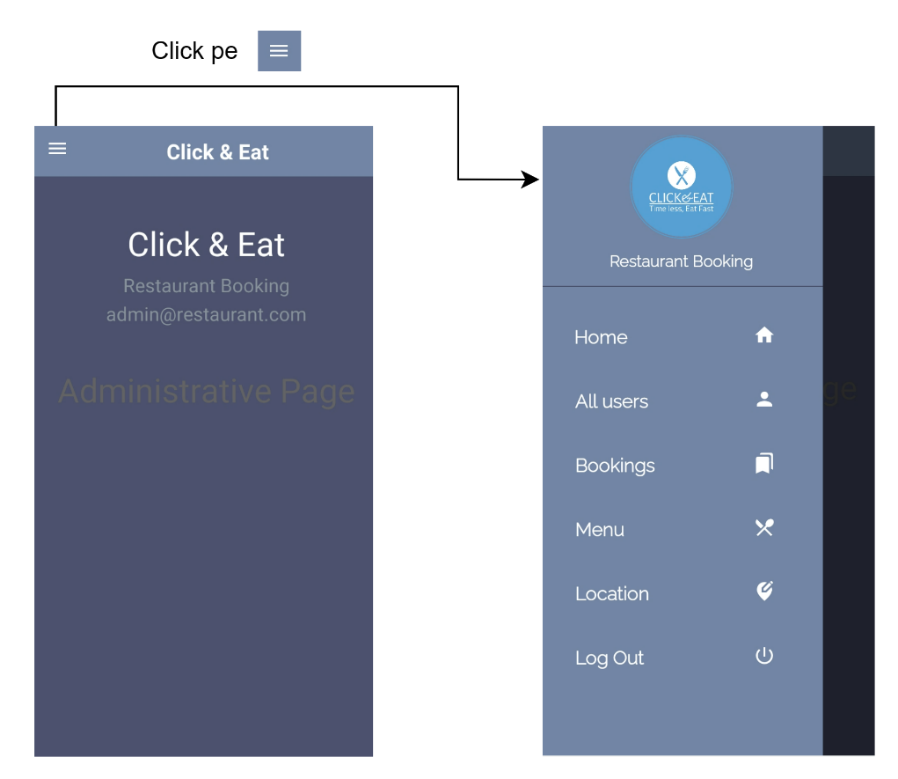 Click pe
Click & Eat
Click & Eat
Restaurant Booking
admin@restaurant.com
Administrative Page
CLICK&EAT
Time less, Eat Fast
Restaurant Booking
Home
All users
ge
Bookings
Menu
Location
Log Out